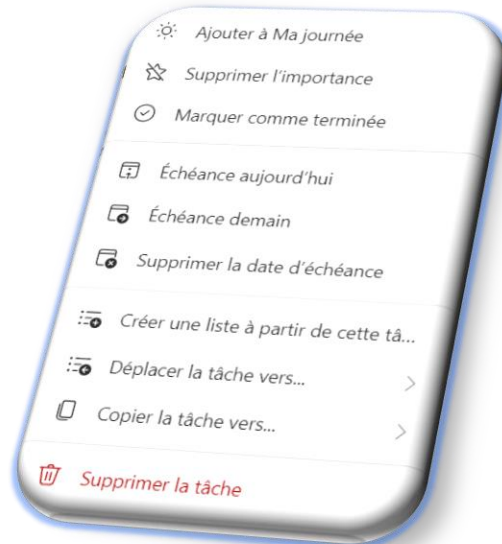 Ajouter à Ma journée
Supprimer l'importance
Marquer comme terminée
Échéance aujourd'hui
Échéance demain
Supprimer la date d'échéance
Créer une liste à partir de cette tâ...
Déplacer la tâche vers...
Copier la tâche vers...
Supprimer la tâche